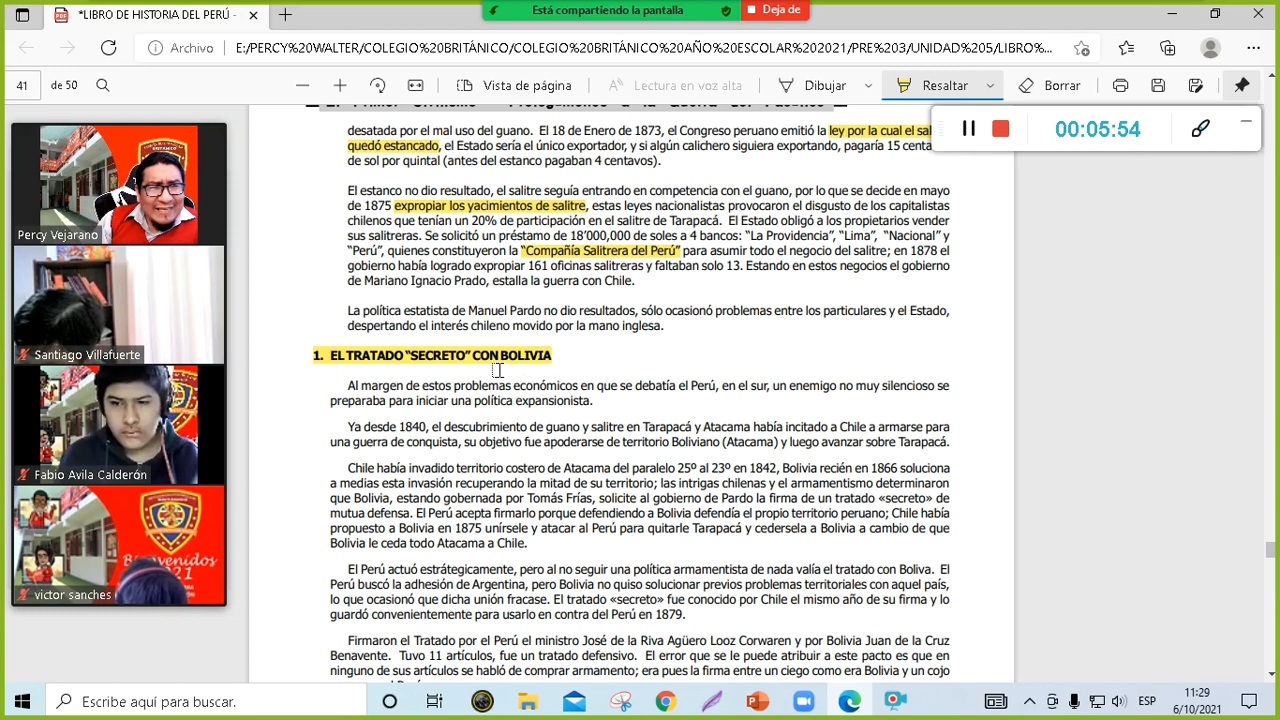 *LIBRO DE HISTORIA DEL PERÚ -
Está compartiendo la pantalla
Deja de
Archivo
E:/PERCY%20WALTER/COLEGIO%20BRITÁNICO/COLEGIO%20BRITÁNICO%20AÑO%20ESCOLAR%202021/PRE%203/UNIDAD%205/LIBRO%...
41
de 50
Vista de página
Lectura en voz alta
Dibujar
Resaltar
Borrar
00:05:54
desatada por el mal uso del guano. El 18 de Enero de 1873, el Congreso peruano emitió la ley por la cual el sal
quedó estancado, el Estado sería el único exportador, y si algún calichero siguiera exportando, pagaría 15 centa
de sol por quintal (antes del estanco pagaban 4 centavos).
El estanco no dio resultado, el salitre seguía entrando en competencia con el guano, por lo que se decide en mayo
de 1875 expropiar los yacimientos de salitre, estas leyes nacionalistas provocaron el disgusto de los capitalistas
chilenos que tenían un 20% de participación en el salitre de Tarapacá. El Estado obligó a los propietarios vender
sus salitreras. Se solicitó un préstamo de 18'000,000 de soles a 4 bancos: "La Providencia", "Lima", "Nacional" y
"Perú", quienes constituyeron la "Compañía Salitrera del Perú" para asumir todo el negocio del salitre; en 1878 el
gobierno había logrado expropiar 161 oficinas salitreras y faltaban solo 13. Estando en estos negocios el gobierno
de Mariano Ignacio Prado, estalla la guerra con Chile.
La política estatista de Manuel Pardo no dio resultados, sólo ocasionó problemas entre los particulares y el Estado,
despertando el interés chileno movido por la mano inglesa.
1. EL TRATADO "SECRETO" CON BOLIVIA
Al margen de estos problemas económicos en que se debatía el Perú, en el sur, un enemigo no muy silencioso se
preparaba para iniciar una política expansionista.
Ya desde 1840, el descubrimiento de guano y salitre en Tarapacá y Atacama había incitado a Chile a armarse para
una guerra de conquista, su objetivo fue apoderarse de territorio Boliviano (Atacama) y luego avanzar sobre Tarapacá.
Chile había invadido territorio costero de Atacama del paralelo 25º al 23º en 1842, Bolivia recién en 1866 soluciona
a medias esta invasión recuperando la mitad de su territorio; las intrigas chilenas y el armamentismo determinaron
que Bolivia, estando gobernada por Tomás Frías, solicite al gobierno de Pardo la firma de un tratado «secreto» de
mutua defensa. El Perú acepta firmarlo porque defendiendo a Bolivia defendía el propio territorio peruano; Chile había
propuesto a Bolivia en 1875 unírsele y atacar al Perú para quitarle Tarapacá y cedersela a Bolivia a cambio de que
Bolivia le ceda todo Atacama a Chile.
El Perú actuó estrátegicamente, pero al no seguir una política armamentista de nada valía el tratado con Boliva. El
Perú buscó la adhesión de Argentina, pero Bolivia no quiso solucionar previos problemas territoriales con aquel país,
lo que ocasionó que dicha unión fracase. El tratado «secreto» fue conocido por Chile el mismo año de su firma y lo
guardó convenientemente para usarlo en contra del Perú en 1879.
Firmaron el Tratado por el Perú el ministro José de la Riva Agüero Looz Corwaren y por Bolivia Juan de la Cruz
Benavente. Tuvo 11 artículos, fue un tratado defensivo. El error que se le puede atribuir a este pacto es que en
ninguno de sus artículos se habló de comprar armamento; era pues la firma entre un ciego como era Bolivia y un cojo
Percy Vejarano
Santiago Villafuerte
Fabio Avila Calderón
Bienvenidos
2021
victor sanches
Escribe aquí para buscar.
ESP
11:29
6/10/2021